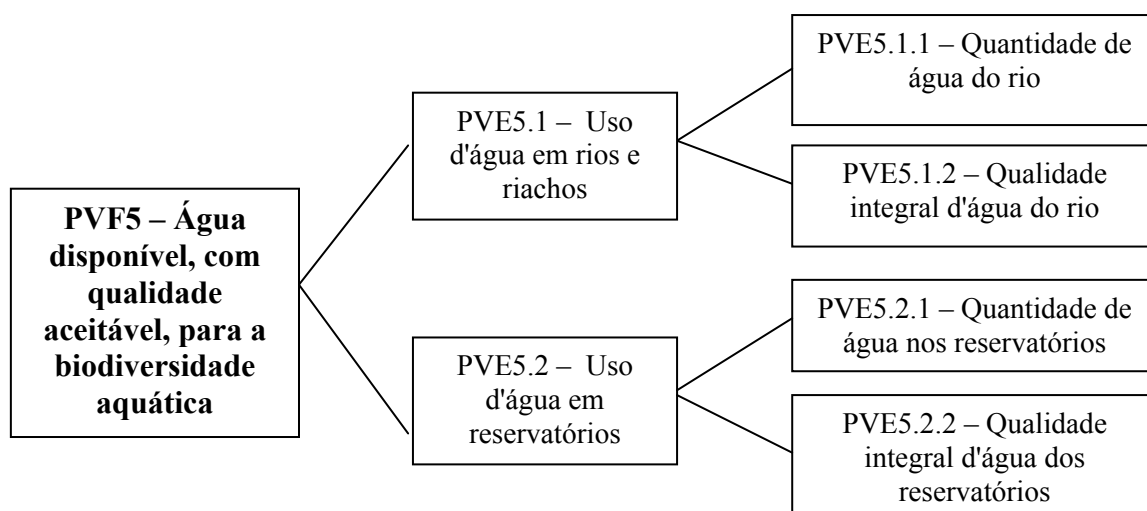 PVF5 – Água
disponível, com
qualidade
aceitável, para a
biodiversidade
aquática
PVE5.1 – Uso
d'água em rios e
riachos
PVE5.1.1 – Quantidade de
água do rio
PVE5.1.2 – Qualidade
integral d'água do rio
PVE5.2 – Uso
d'água em
reservatórios
PVE5.2.1 – Quantidade de
água nos reservatórios
PVE5.2.2 – Qualidade
integral d'água dos
reservatórios